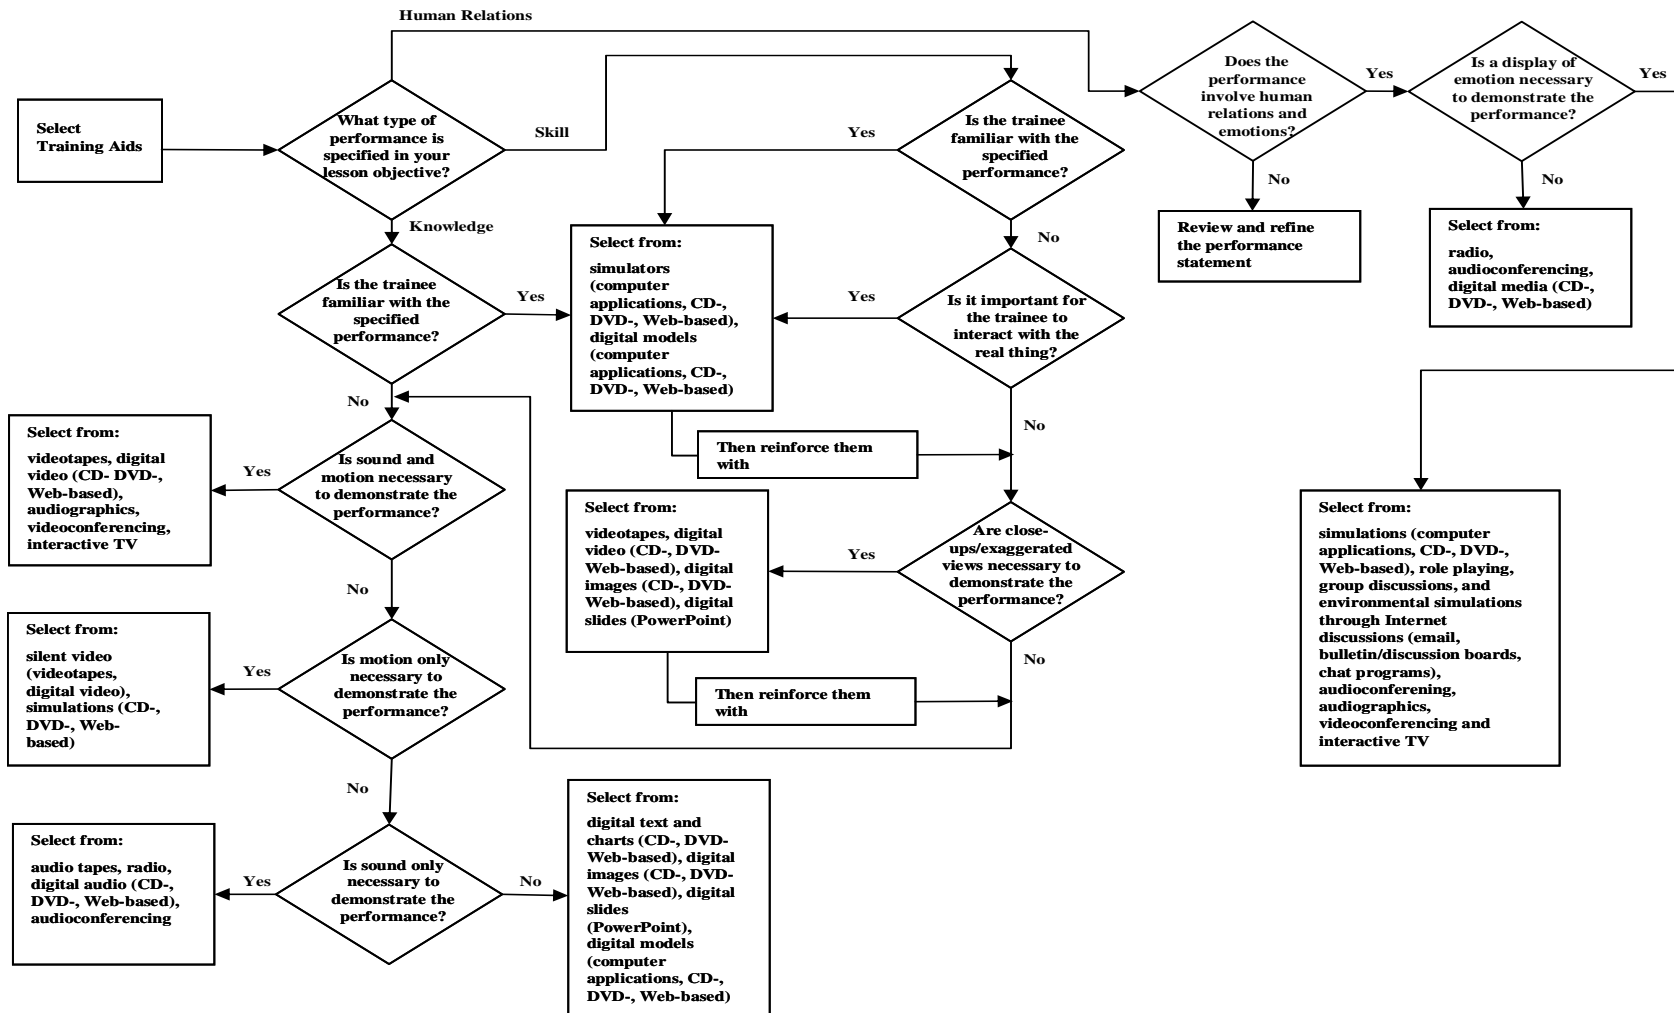 Human Relations
Select
Training Aids
What type of
performance is
specified in your
lesson objective?
Skill
Yes
Is the trainee
familiar with the
specified
performance?
Does the
performance
involve human
relations and
emotions?
Yes
Is a display of
emotion necessary
to demonstrate the
performance?
Yes
No
No
Review and refine
the performance
statement
Select from:
radio,
audioconferencing,
digital media (CD-,
DVD-, Web-based)
Knowledge
Is the trainee
familiar with the
specified
performance?
Yes
Select from:
simulators
(computer
applications, CD-,
DVD-, Web-based),
digital models
(computer
applications, CD-,
DVD-, Web-based)
No
Yes
Is it important for
the trainee to
interact with the
real thing?
No
Then reinforce them
with
No
Select from:
videotapes, digital
video (CD- DVD-,
Web-based),
audiographics,
videoconferencing,
interactive TV
Yes
Is sound and
motion necessary
to demonstrate the
performance?
Select from:
videotapes, digital
video (CD-, DVD-
Web-based), digital
images (CD-, DVD-
Web-based), digital
slides (PowerPoint)
Yes
Are close-
ups/exaggerated
views necessary to
demonstrate the
performance?
Select from:
simulations (computer
applications, CD-, DVD-,
Web-based), role playing,
group discussions, and
environmental simulations
through Internet
discussions (email,
bulletin/discussion boards,
chat programs),
audioconferening,
audiographics,
videoconferencing and
interactive TV
No
No
Then reinforce them
with
Select from:
silent video
(videotapes,
digital video),
simulations (CD-,
DVD-, Web-
based)
Yes
Is motion only
necessary to
demonstrate the
performance?
No
Select from:
audio tapes, radio,
digital audio (CD-,
DVD-, Web-based),
audioconferencing
Yes
Is sound only
necessary to
demonstrate the
performance?
No
Select from:
digital text and
charts (CD-, DVD-
Web-based), digital
images (CD-, DVD-
Web-based), digital
slides
(PowerPoint),
digital models
(computer
applications, CD-,
DVD-, Web-based)